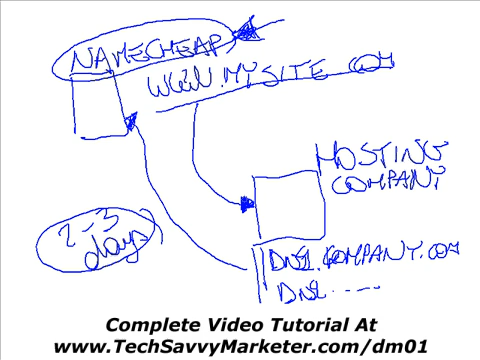 NAMECHEAP
WWW.MYSITE.COM
HOSTING
COMPANY
2-3
days
DNS1.COMPANY.COM
DNS2.----
Complete Video Tutorial At
www.TechSavvyMarketer.com/dm01